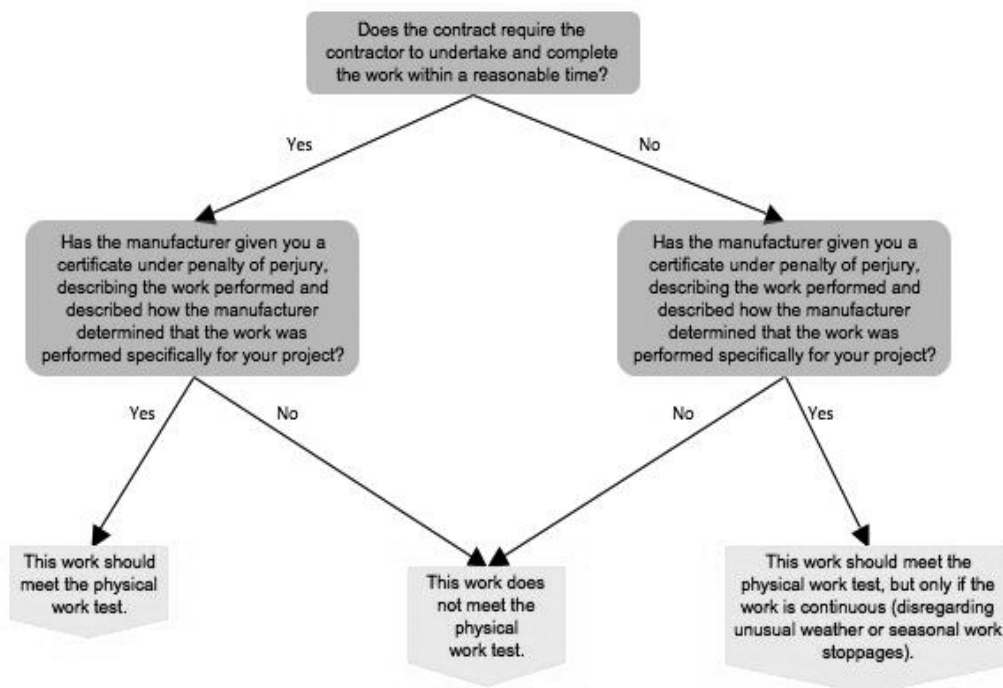 Does the contract require the
contractor to undertake and complete
the work within a reasonable time?
Yes
No
Has the manufacturer given you a
certificate under penalty of perjury,
describing the work performed and
described how the manufacturer
determined that the work was
performed specifically for your project?
Has the manufacturer given you a
certificate under penalty of perjury,
describing the work performed and
described how the manufacturer
determined that the work was
performed specifically for your project?
Yes
No
No
Yes
This work should
meet the physical
work test.
This work does
not meet the
physical
work test.
This work should meet the
physical work test, but only if the
work is continuous (disregarding
unusual weather or seasonal work
stoppages).